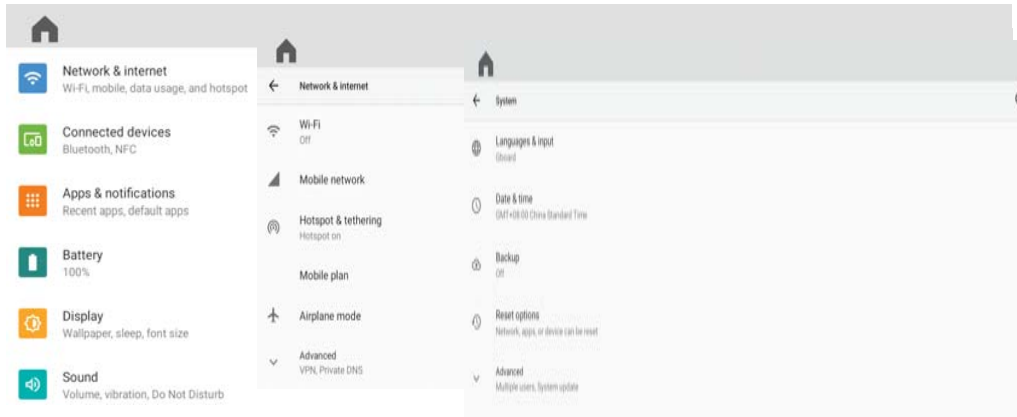 Network & internet
Wi-Fi, mobile, data usage, and hotspot
Connected devices
Bluetooth, NFC
Apps & notifications
Recent apps, default apps
Battery
100%
Display
Wallpaper, sleep, font size
Sound
Volume, vibration, Do Not Disturb
Network & internet
Wi-Fi
Off
Mobile network
Hotspot & tethering
Hotspot on
Mobile plan
Airplane mode
Advanced
VPN, Private DNS
System
Languages & input
Gboard
Date & time
GMT+08:00 China Standard Time
Backup
Off
Reset options
Network, apps, or device can be reset
Advanced
Multiple users, System update